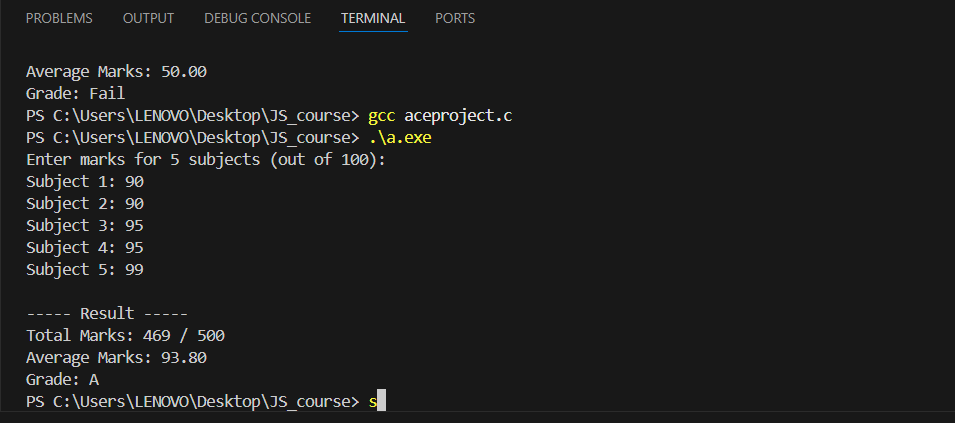 PROBLEMS OUTPUT DEBUG CONSOLE TERMINAL PORTS
Average Marks: 50.00
Grade: Fail
PS C:\Users\LENOVO\Desktop\JS_course> gcc aceproject.c
PS C:\Users\LENOVO\Desktop\JS_course> .\a.exe
Enter marks for 5 subjects (out of 100):
Subject 1: 90
Subject 2: 90
Subject 3: 95
Subject 4: 95
Subject 5: 99
----- Result -----
Total Marks: 469 / 500
Average Marks: 93.80
Grade: A
PS C:\Users\LENOVO\Desktop\JS_course> s